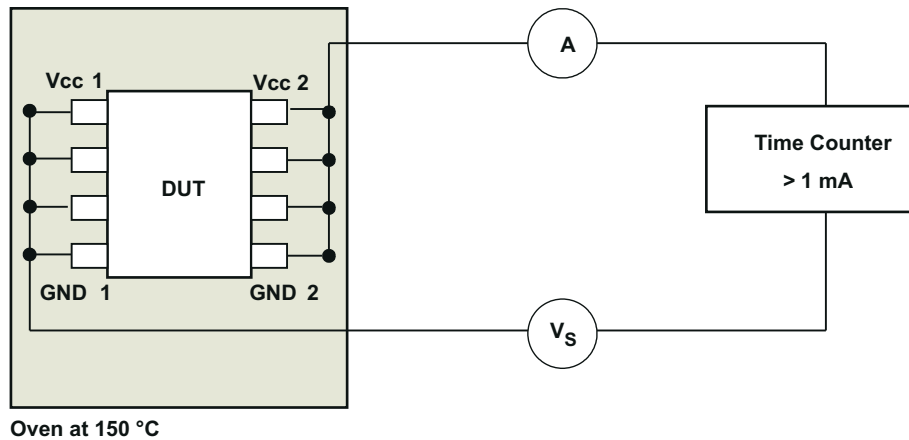 A
Vcc 1
Vcc 2
Time Counter
> 1 mA
DUT
GND 1
GND 2
VS
Oven at 150 °C